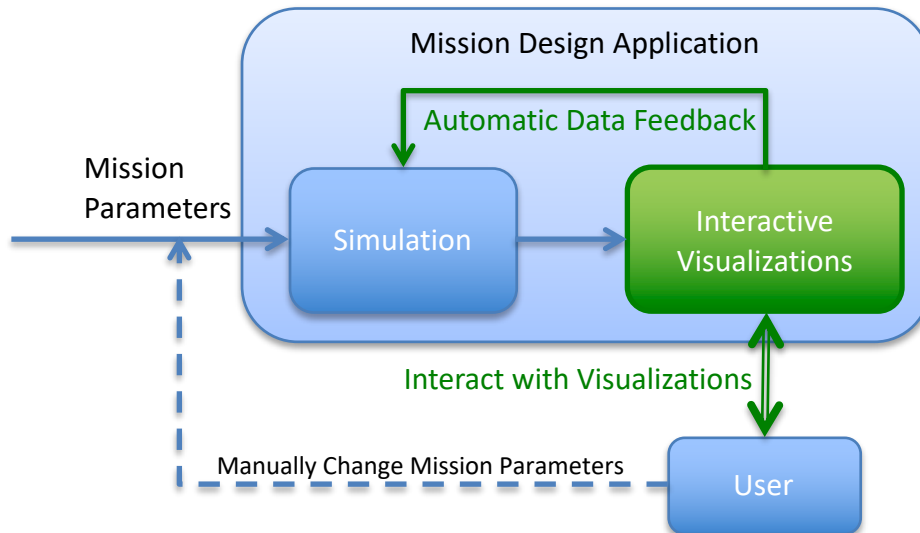 Mission Design Application
Automatic Data Feedback
Mission
Parameters
Simulation
Interactive
Visualizations
Interact with Visualizations
Manually Change Mission Parameters
User